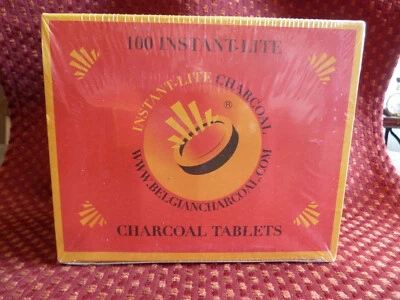 100 INSTANT-LITE
INSTANT-LITE CHARCOAL
®
WWW.BELGIANCHARCOAL.COM
CHARCOAL TABLETS